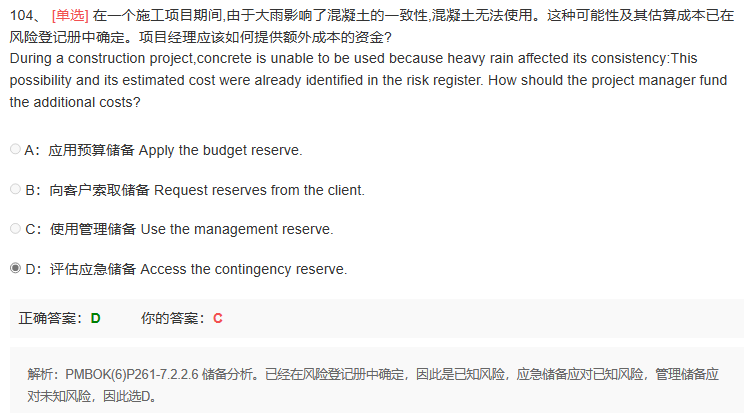 104、 [单选] 在一个施工项目期间,由于大雨影响了混凝土的一致性,混凝土无法使用。这种可能性及其估算成本已在
风险登记册中确定。项目经理应该如何提供额外成本的资金?
During a construction project,concrete is unable to be used because heavy rain affected its consistency:This
possibility and its estimated cost were already identified in the risk register. How should the project manager fund
the additional costs?
A：应用预算储备 Apply the budget reserve.
B：向客户索取储备 Request reserves from the client.
C：使用管理储备 Use the management reserve.
D：评估应急储备 Access the contingency reserve.
正确答案：D 你的答案：C
解析：PMBOK(6)P261-7.2.2.6 储备分析。已经在风险登记册中确定，因此是已知风险，应急储备应对已知风险，管理储备应
对未知风险，因此选D。